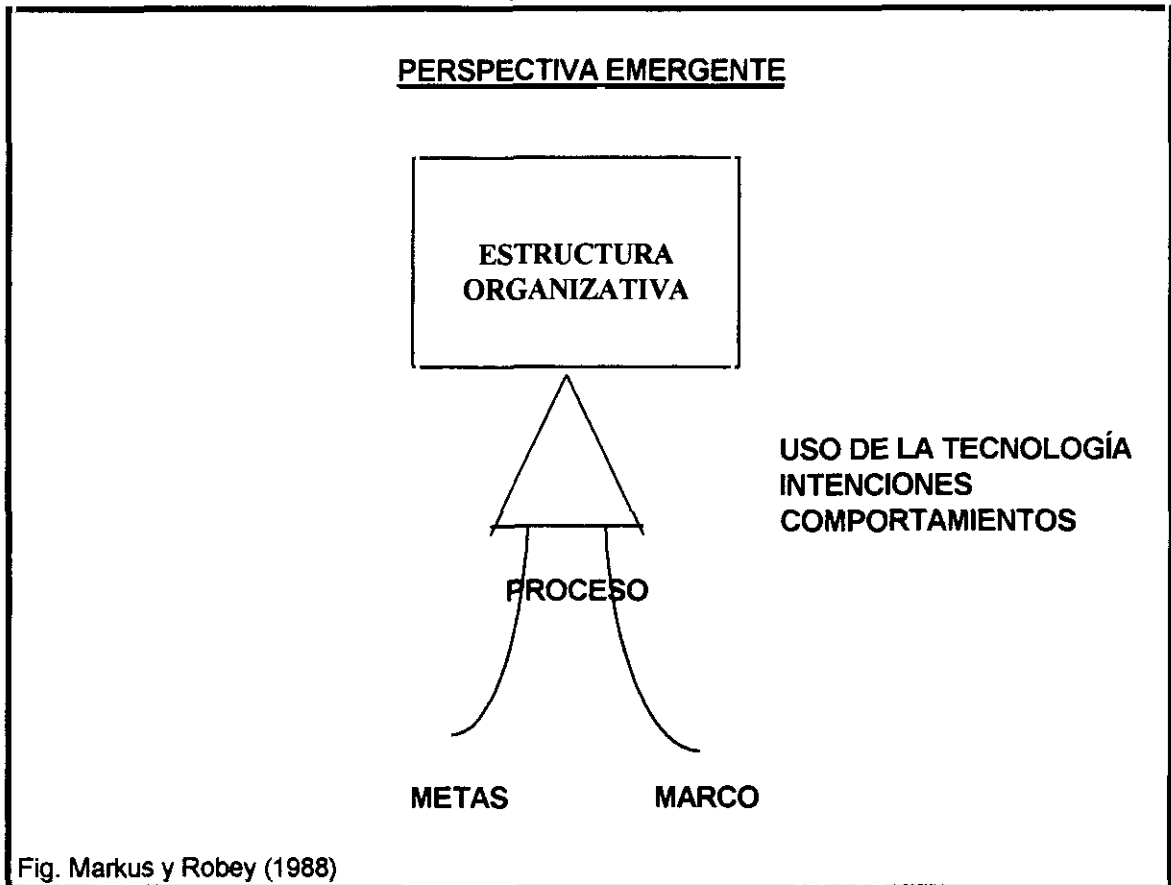 PERSPECTIVA EMERGENTE
ESTRUCTURA
ORGANIZATIVA
USO DE LA TECNOLOGÍA
INTENCIONES
COMPORTAMIENTOS
PROCESO
METAS MARCO
Fig. Markus y Robey (1988)